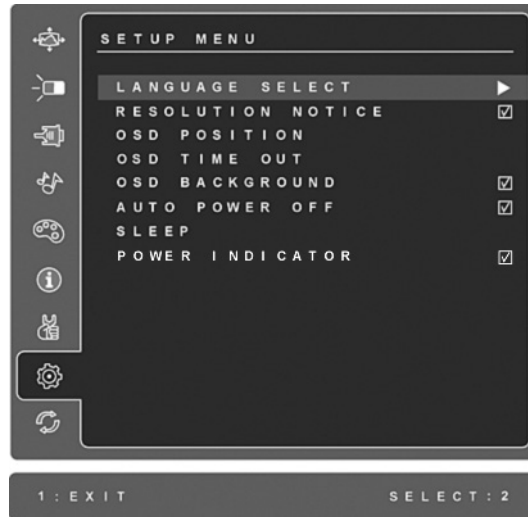 SETUP MENU
LANGUAGE SELECT
RESOLUTION NOTICE
OSD POSITION
OSD TIME OUT
OSD BACKGROUND
AUTO POWER OFF
SLEEP
POWER INDICATOR
1:EXIT SELECT:2